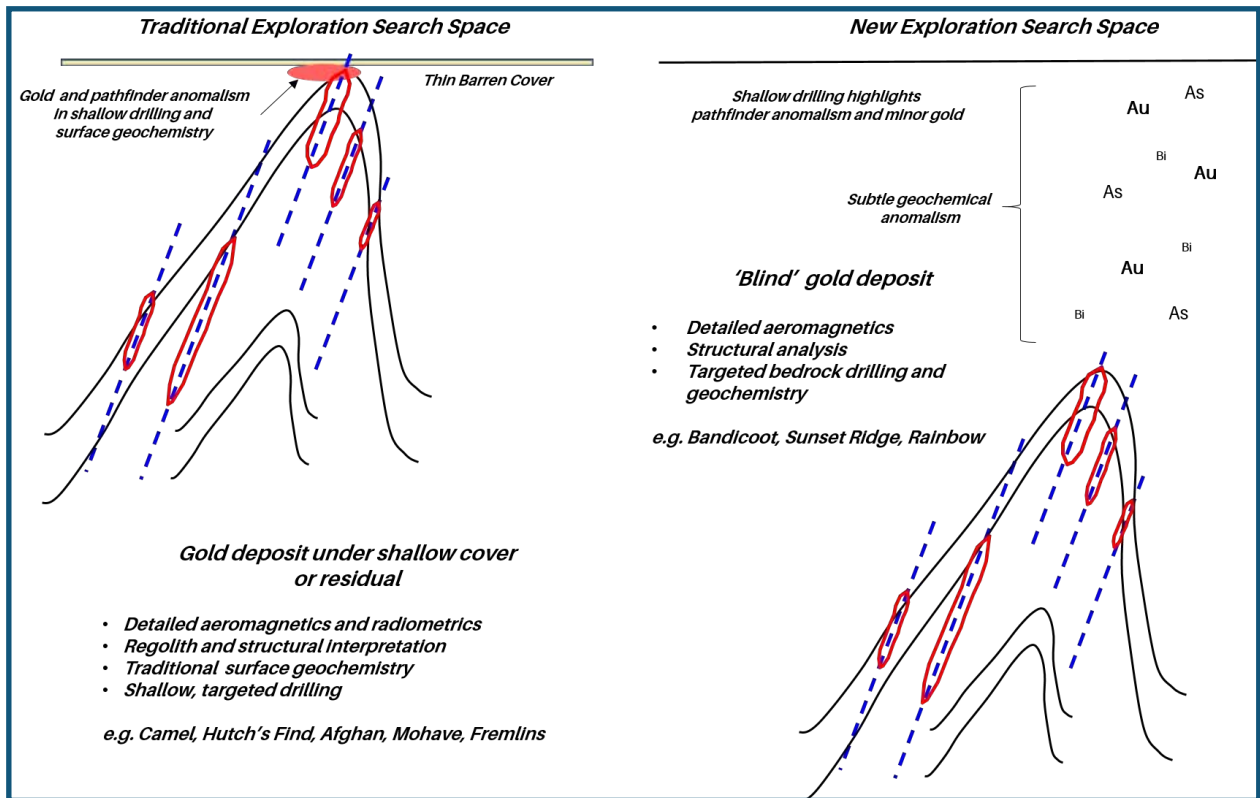 Traditional Exploration Search Space
Thin Barren Cover
Gold and pathfinder anomalism
in shallow drilling and
surface geochemistry
Gold deposit under shallow cover
or residual
• Detailed aeromagnetics and radiometrics
• Regolith and structural interpretation
• Traditional surface geochemistry
• Shallow, targeted drilling
e.g. Camel, Hutch's Find, Afghan, Mohave, Fremlins
New Exploration Search Space
Shallow drilling highlights
pathfinder anomalism and minor gold
As
Au
Bi
Au
As
Subtle geochemical
anomalism
Bi
Au
Bi
As
'Blind' gold deposit
• Detailed aeromagnetics
• Structural analysis
• Targeted bedrock drilling and
geochemistry
e.g. Bandicoot, Sunset Ridge, Rainbow